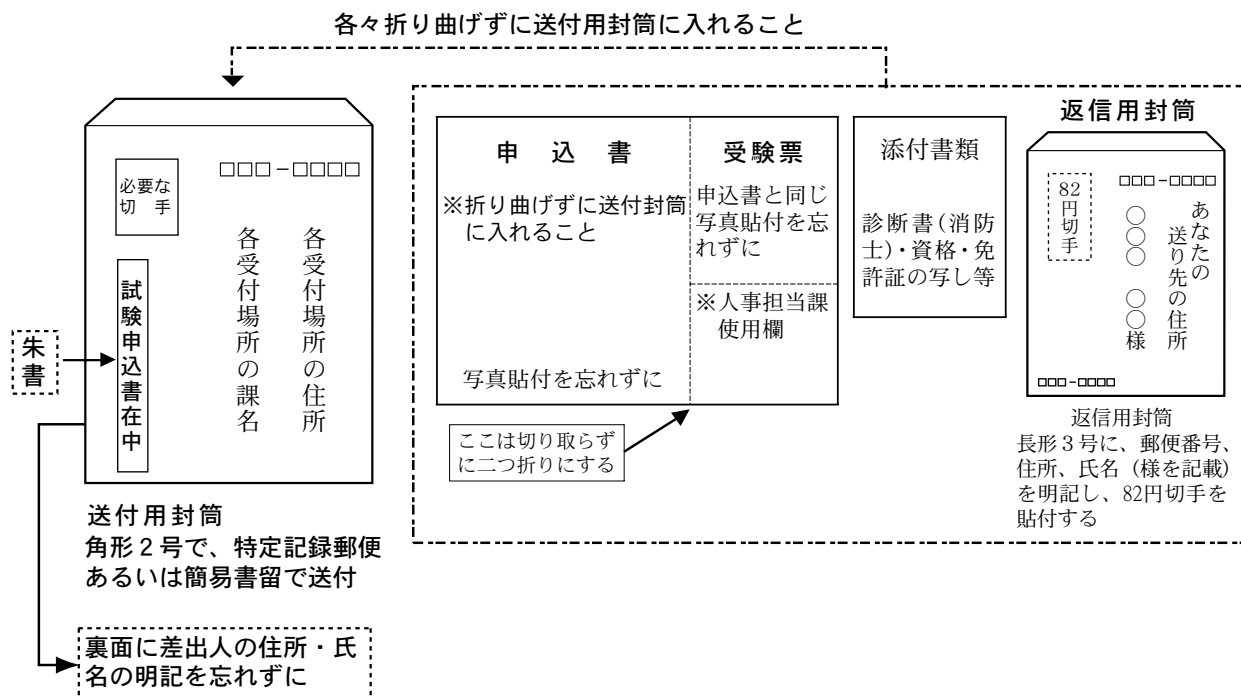 各々折り曲げずに送付用封筒に入れること
必要な
切　手
□□□－□□□□
各受付場所の住所
各受付場所の課名
試験申込書在中
朱書
送付用封筒
角形２号で、特定記録郵便
あるいは簡易書留で送付
裏面に差出人の住所・氏
名の明記を忘れずに
申　込　書
※折り曲げずに送付封筒
に入れること
写真貼付を忘れずに
受験票
申込書と同じ
写真貼付を忘
れずに
※人事担当課
使用欄
ここは切り取らず
に二つ折りにする
添付書類
診断書(消防
士)・資格・免
許証の写し等
返信用封筒
82円切手
□□□－□□□□
あなたの
送り先の住所
○○○　○○様
□□□－□□□□
返信用封筒
長形３号に、郵便番号、
住所、氏名（様を記載）
を明記し、82円切手を
貼付する